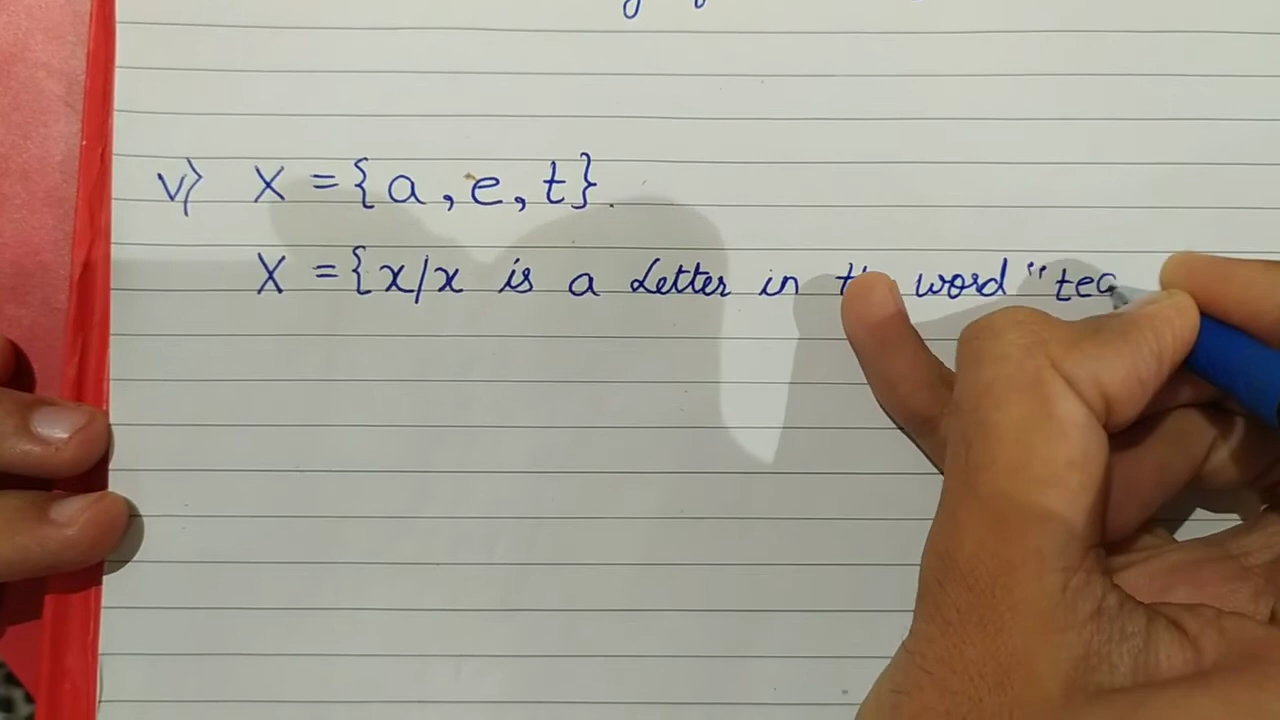 v) X = {a, e, t}.
X = {x/x is a letter in word "tea